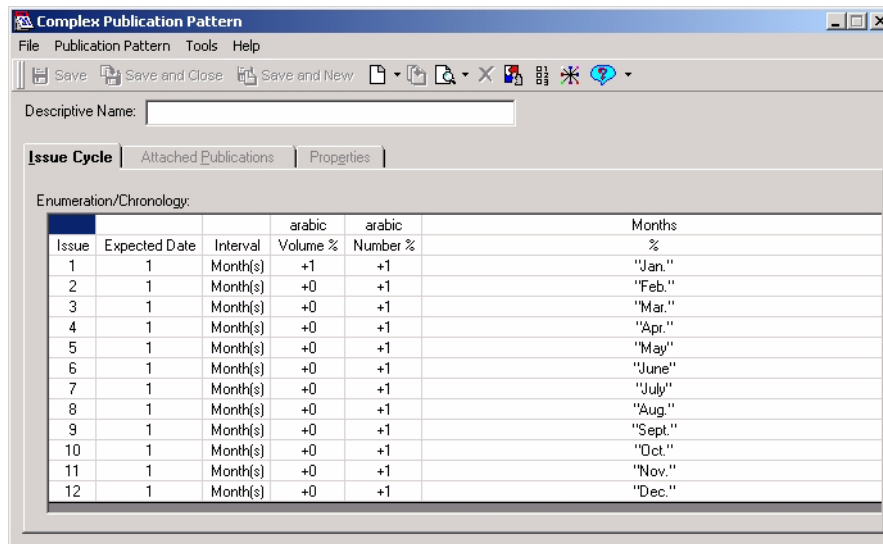 Complex Publication Pattern
File Publication Pattern Tools Help
Save Save and Close Save and New
Descriptive Name:
Issue Cycle Attached Publications Properties
Enumeration/Chronology:
arabic arabic Months
Issue Expected Date Interval Volume % Number % %
1 1 Month(s) +1 +1 "Jan."
2 1 Month(s) +0 +1 "Feb."
3 1 Month(s) +0 +1 "Mar."
4 1 Month(s) +0 +1 "Apr."
5 1 Month(s) +0 +1 "May"
6 1 Month(s) +0 +1 "June"
7 1 Month(s) +0 +1 "July"
8 1 Month(s) +0 +1 "Aug."
9 1 Month(s) +0 +1 "Sept."
10 1 Month(s) +0 +1 "Oct."
11 1 Month(s) +0 +1 "Nov."
12 1 Month(s) +0 +1 "Dec."